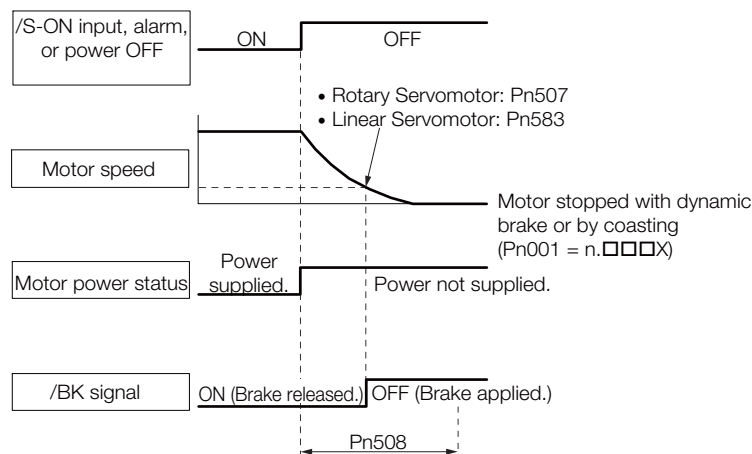 /S-ON input, alarm,
or power OFF
ON
OFF
• Rotary Servomotor: Pn507
• Linear Servomotor: Pn583
Motor speed
Motor stopped with dynamic
brake or by coasting
(Pn001 = n.□□□X)
Motor power status
Power
supplied.
Power not supplied.
/BK signal
ON (Brake released.)
OFF (Brake applied.)
Pn508